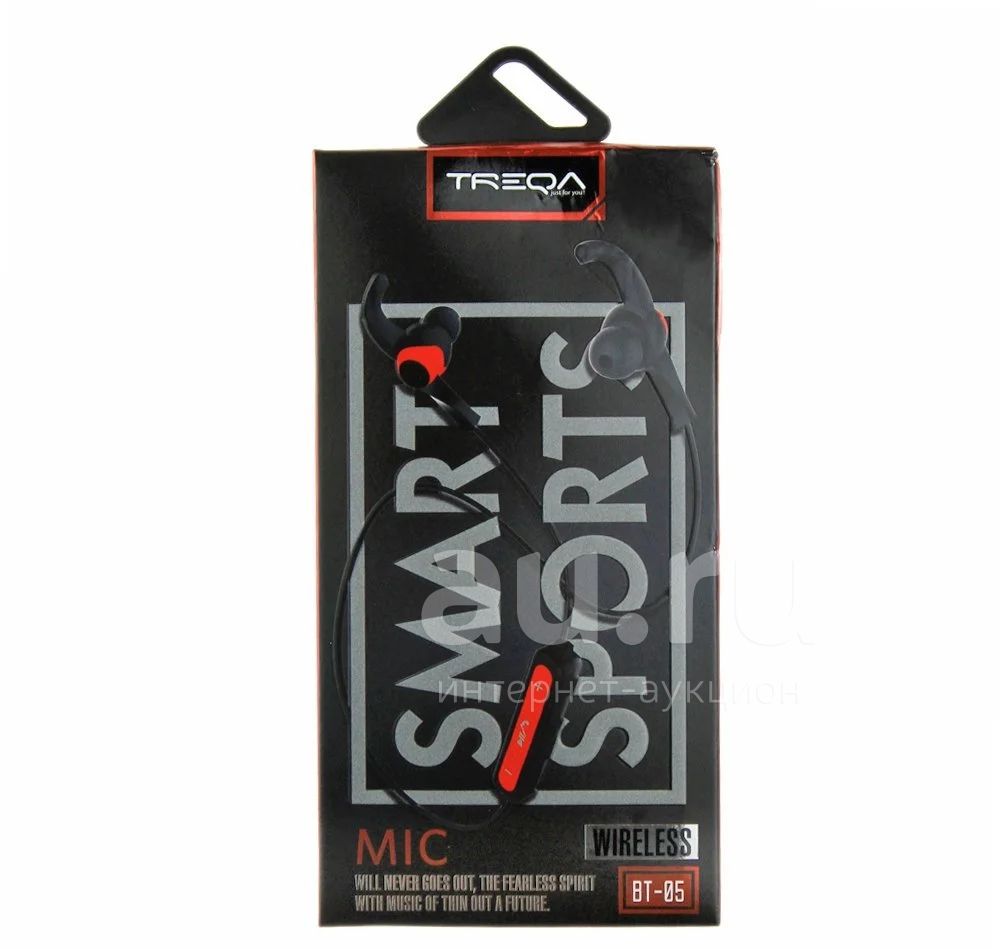 TREQA
just for you!
SMART
SPORTS
au.ru
интернет-аукцион
MIC
WIRELESS
WILL NEVER GOES OUT, THE FEARLESS SPIRIT
WITH MUSIC OF THIN OUT A FUTURE.
BT-05